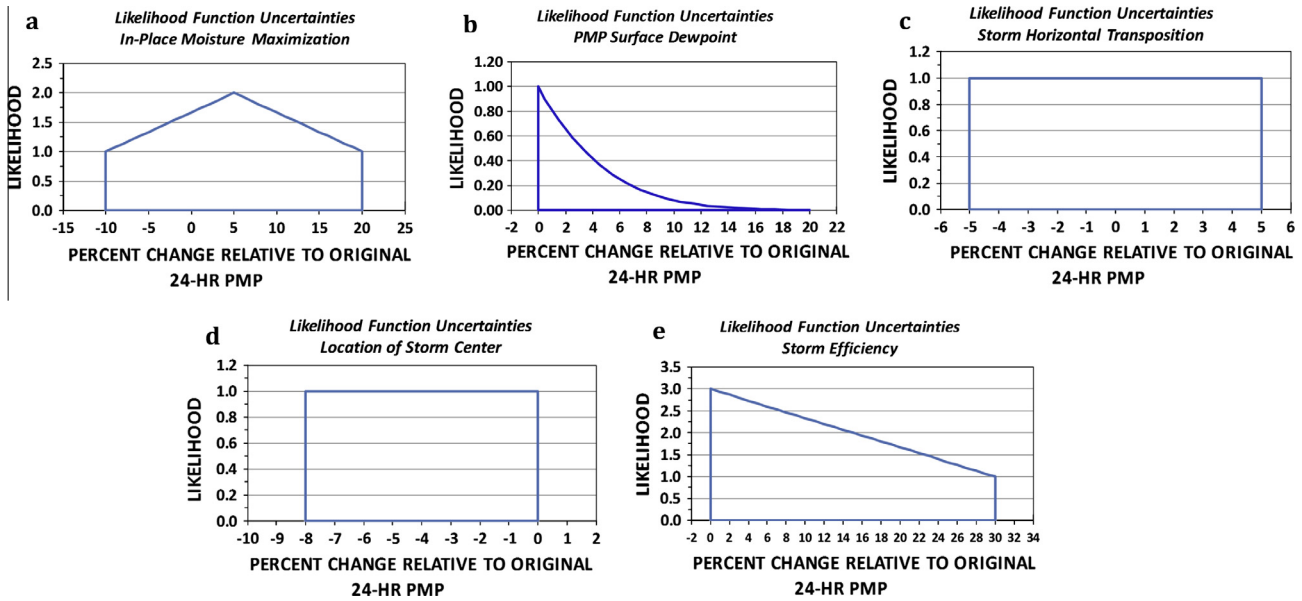 a
Likelihood Function Uncertainties
In-Place Moisture Maximization
LIKELIHOOD
2.5
2.0
1.5
1.0
0.5
0.0
-15 -10 -5 0 5 10 15 20 25
PERCENT CHANGE RELATIVE TO ORIGINAL
24-HR PMP
b
Likelihood Function Uncertainties
PMP Surface Dewpoint
LIKELIHOOD
1.20
1.00
0.80
0.60
0.40
0.20
0.00
-2 0 2 4 6 8 10 12 14 16 18 20 22
PERCENT CHANGE RELATIVE TO ORIGINAL
24-HR PMP
c
Likelihood Function Uncertainties
Storm Horizontal Transposition
LIKELIHOOD
1.2
1.0
0.8
0.6
0.4
0.2
0.0
-6 -5 -4 -3 -2 -1 0 1 2 3 4 5 6
PERCENT CHANGE RELATIVE TO ORIGINAL
24-HR PMP
d
Likelihood Function Uncertainties
Location of Storm Center
LIKELIHOOD
1.2
1.0
0.8
0.6
0.4
0.2
0.0
-10 -9 -8 -7 -6 -5 -4 -3 -2 -1 0 1 2
PERCENT CHANGE RELATIVE TO ORIGINAL
24-HR PMP
e
Likelihood Function Uncertainties
Storm Efficiency
LIKELIHOOD
3.5
3.0
2.5
2.0
1.5
1.0
0.5
0.0
-2 0 2 4 6 8 10 12 14 16 18 20 22 24 26 28 30 32 34
PERCENT CHANGE RELATIVE TO ORIGINAL
24-HR PMP